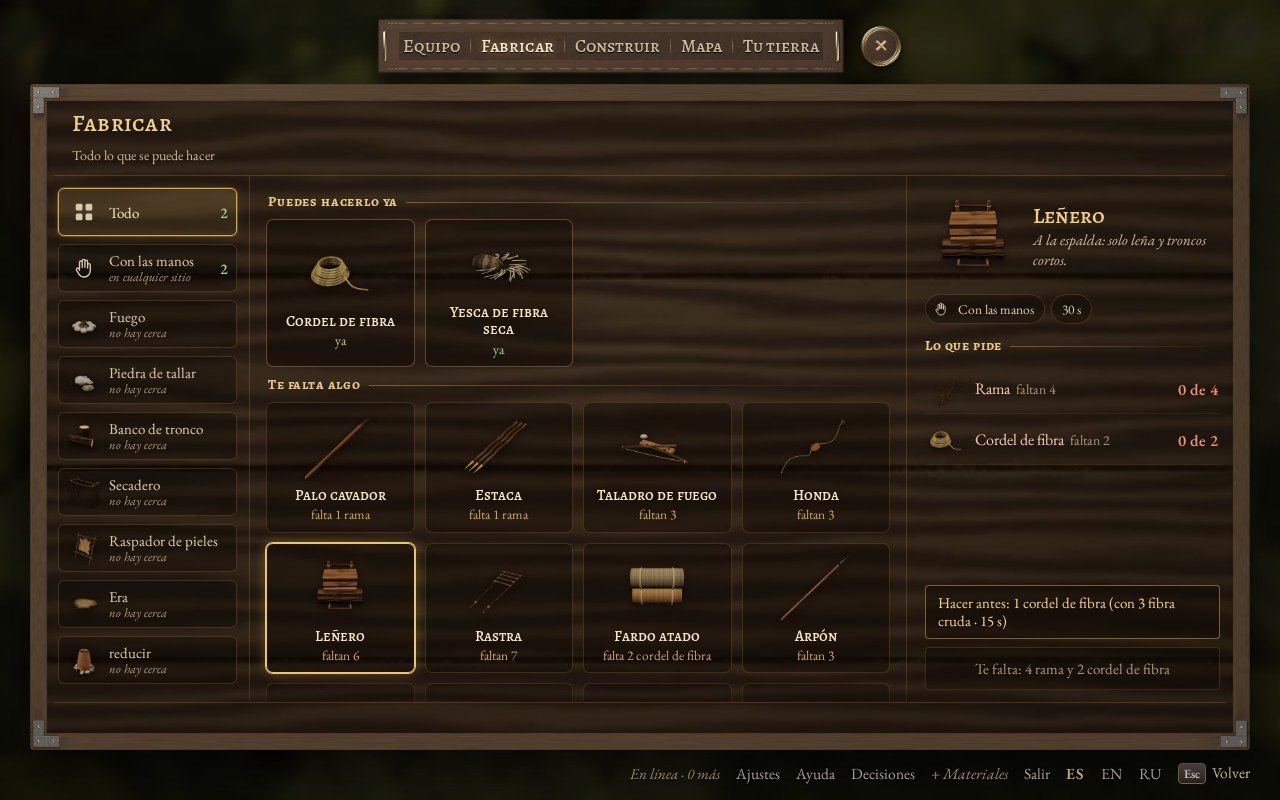 Equipo Fabricar Construir Mapa Tu tierra
Fabricar
Todo lo que se puede hacer
Todo 2
Con las manos 2
en cualquier sitio
Fuego
no hay cerca
Piedra de tallar
no hay cerca
Banco de tronco
no hay cerca
Secadero
no hay cerca
Raspador de pieles
no hay cerca
Era
no hay cerca
reducir
no hay cerca
Puedes hacerlo ya
Cordel de fibra
ya
Yesca de fibra
seca
ya
Te falta algo
Palo cavador
falta 1 rama
Estaca
falta 1 rama
Taladro de fuego
faltan 3
Honda
faltan 3
Leñero
faltan 6
Rastra
faltan 7
Fardo atado
falta 2 cordel de fibra
Arpón
faltan 3
Leñero
A la espalda: solo leña y troncos
cortos.
Con las manos 30 s
Lo que pide
Rama faltan 4 0 de 4
Cordel de fibra faltan 2 0 de 2
Hacer antes: 1 cordel de fibra (con 3 fibra
cruda · 15 s)
Te falta: 4 rama y 2 cordel de fibra
En línea · 0 más Ajustes Ayuda Decisiones + Materiales Salir ES EN RU Esc Volver